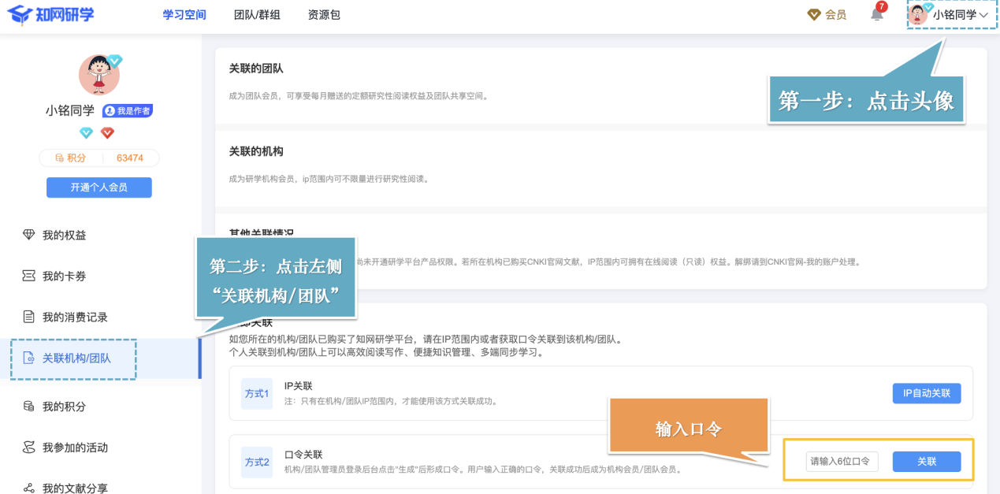 知网研学
学习空间
团队/群组
资源包
会员
7
小铭同学
小铭同学
我是作者
积分
63474
开通个人会员
我的权益
我的卡券
我的消费记录
关联机构/团队
我的积分
我参加的活动
我的文献分享
关联的团队
成为团队会员，可享受每月赠送的定额研究性阅读权益及团队共享空间。
第一步：点击头像
关联的机构
成为研学机构会员，ip范围内可不限量进行研究性阅读。
其他关联情况
尚未开通研学平台产品权限。若所在机构已购买CNKI官网文献，IP范围内可拥有在线阅读（只读）权益。解绑请到CNKI官网-我的账户处理。
第二步：点击左侧
“关联机构/团队”
关联
如您所在的机构/团队已购买了知网研学平台，请在IP范围内或者获取口令关联到该机构/团队。
个人关联到机构/团队上可以高效阅读写作、便捷知识管理、多端同步学习。
方式1
IP关联
注：只有在机构/团队IP范围内，才能使用该方式关联成功。
IP自动关联
输入口令
方式2
口令关联
机构/团队管理员登录后台点击"生成"后形成口令。用户输入正确的口令，关联成功后成为机构会员/团队会员。
请输入6位口令
关联